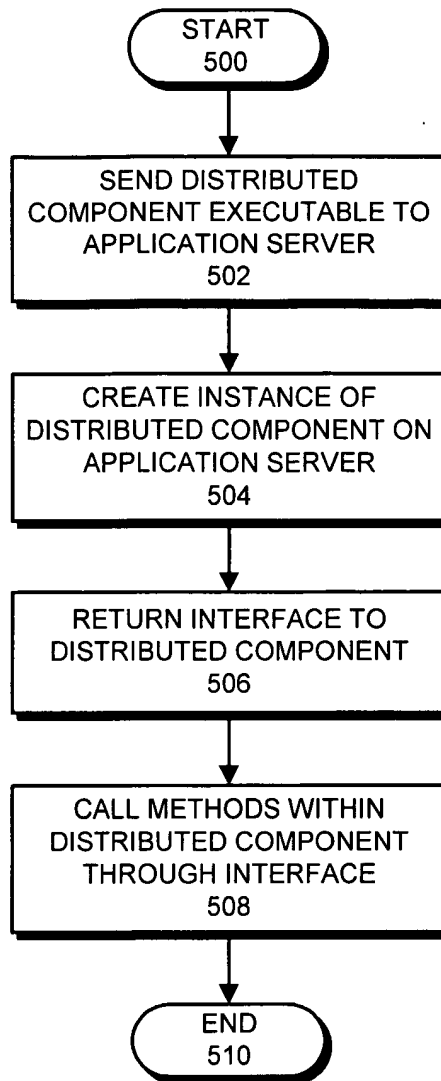 START
500
SEND DISTRIBUTED
COMPONENT EXECUTABLE TO
APPLICATION SERVER
502
CREATE INSTANCE OF
DISTRIBUTED COMPONENT ON
APPLICATION SERVER
504
RETURN INTERFACE TO
DISTRIBUTED COMPONENT
506
CALL METHODS WITHIN
DISTRIBUTED COMPONENT
THROUGH INTERFACE
508
END
510